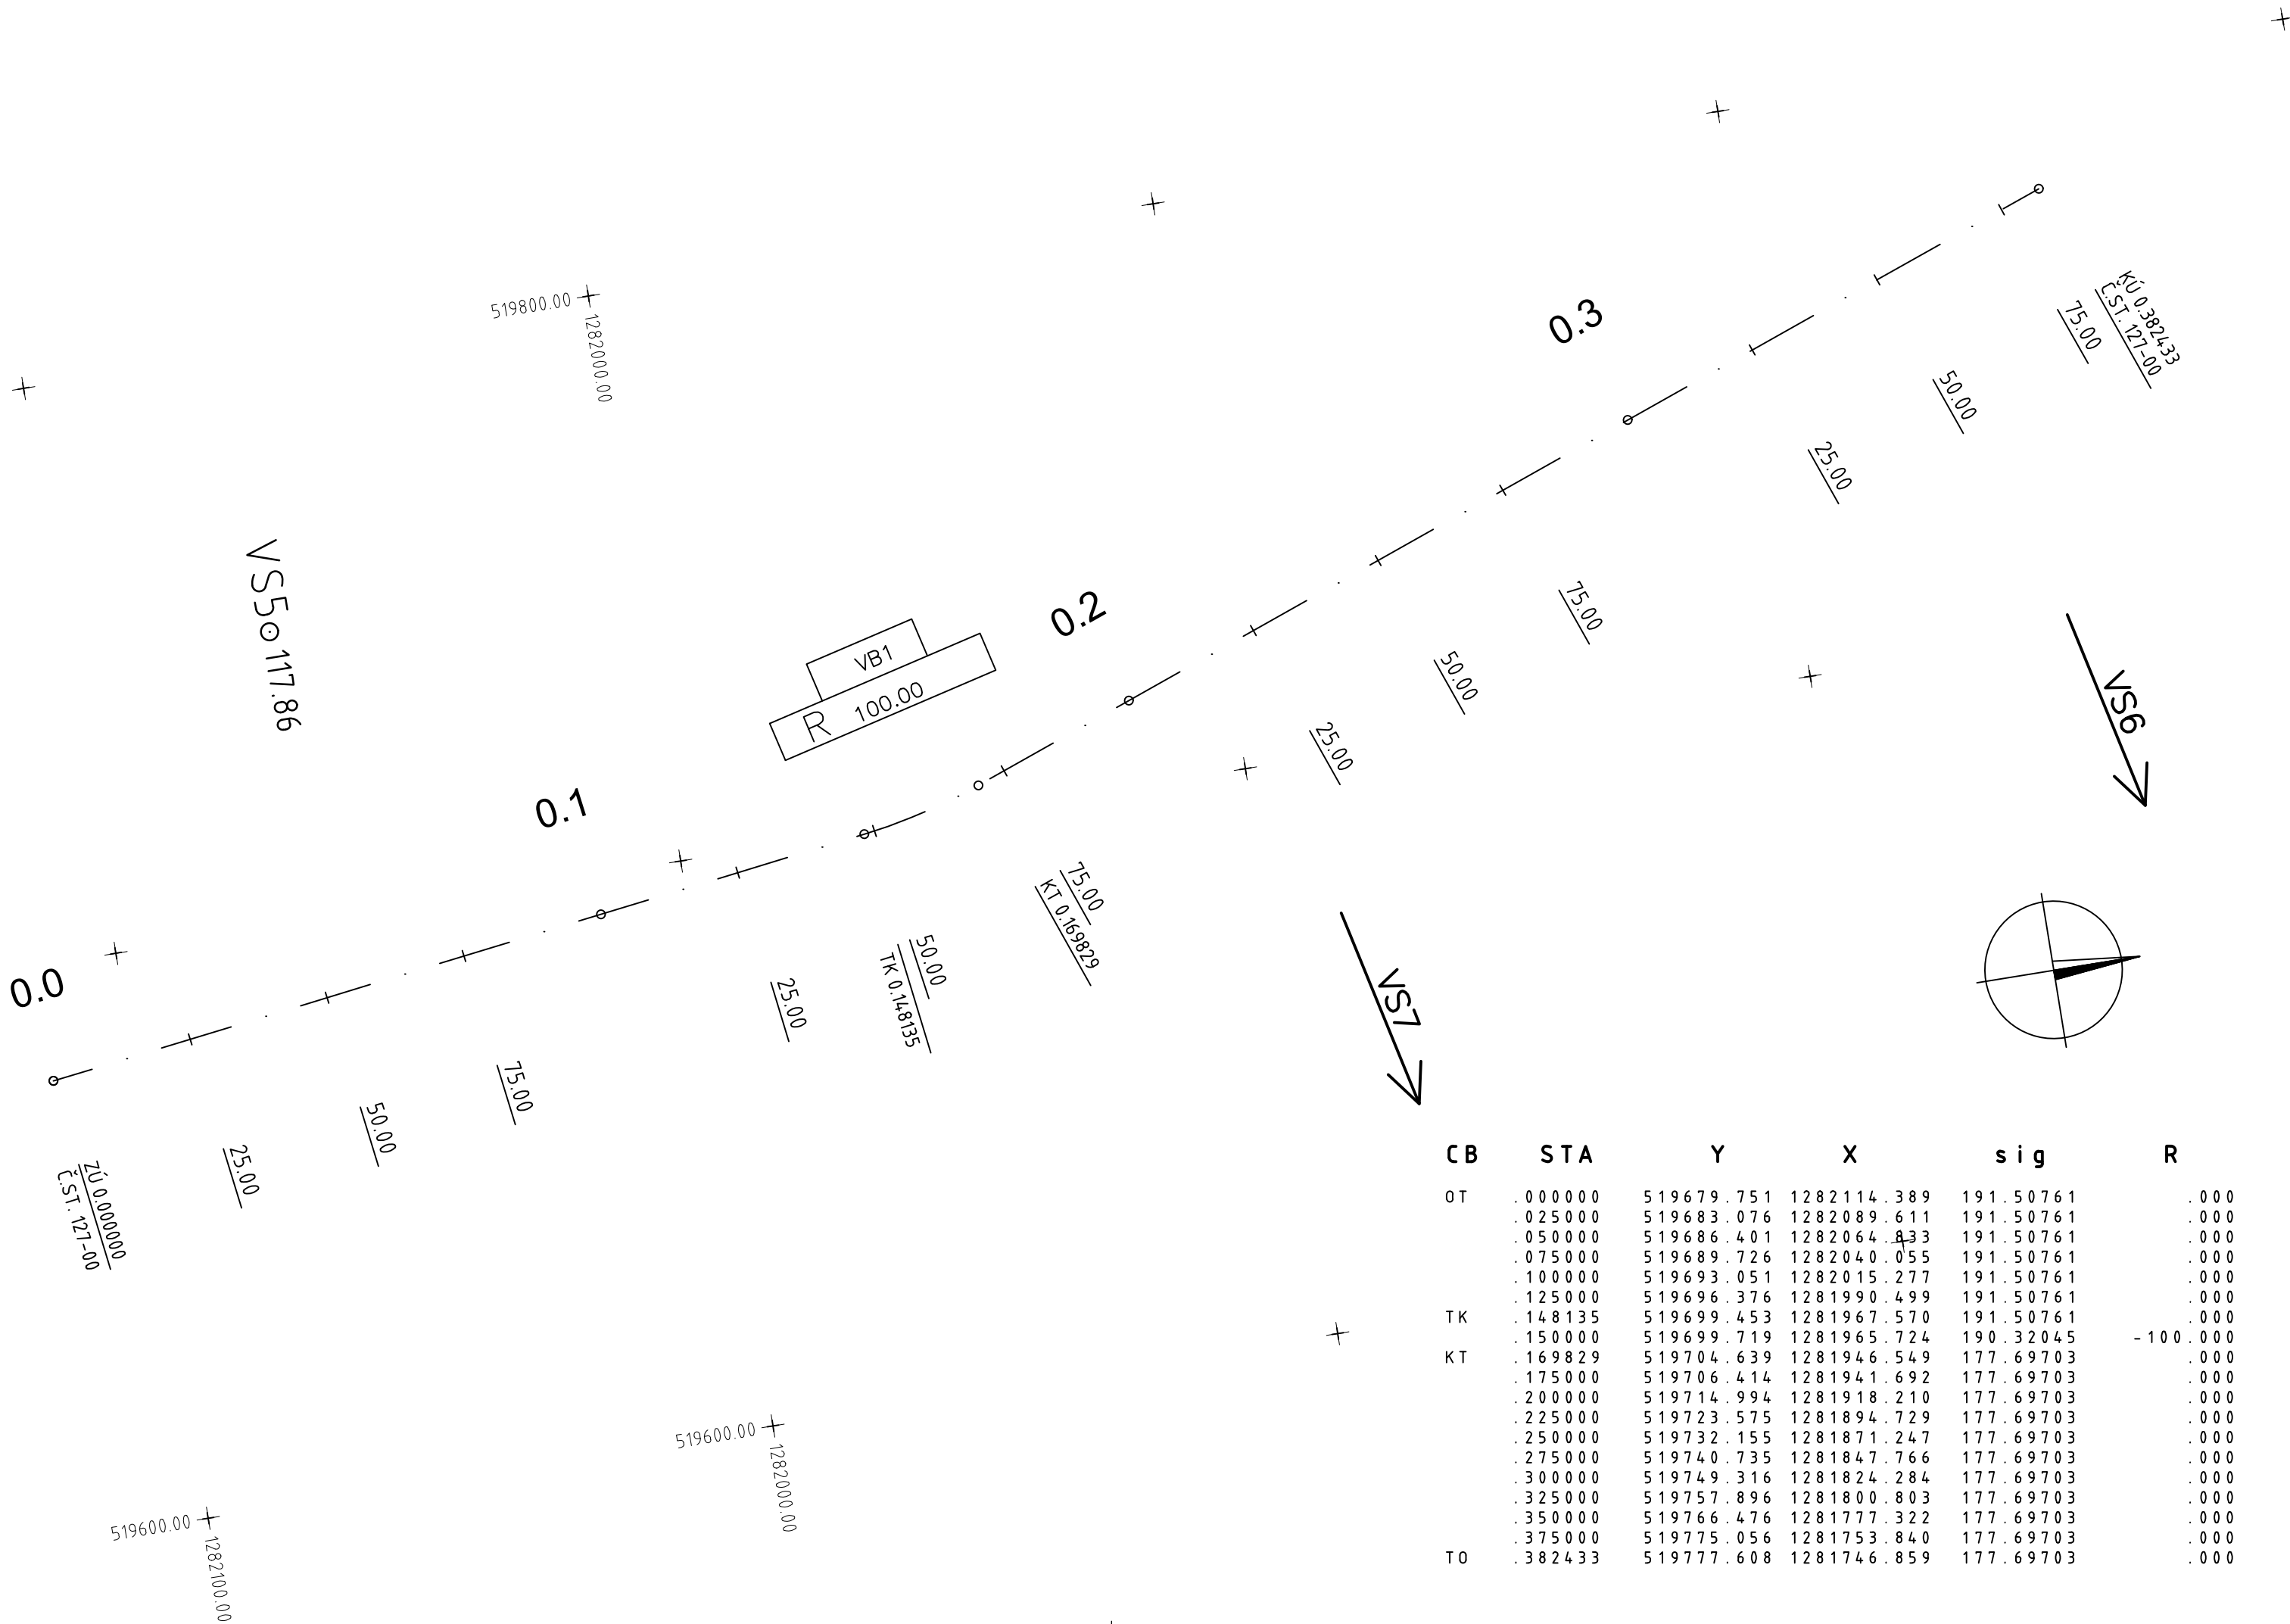 519800.00
1282000.00
0.3
KÚ 0.382433
Č.ST. 127-00
75.00
50.00
25.00
VS5 117.86
75.00
0.2
VB1
R 100.00
50.00
25.00
VS6
0.1
75.00
KT 0.169829
50.00
TK 0.148135
25.00
VS7
0.0
75.00
50.00
25.00
ZÚ 0.000000
Č.ST. 127-00
519600.00
1282000.00
519600.00
1282100.00
CB STA Y X sig R
OT .000000 519679.751 1282114.389 191.50761 .000
.025000 519683.076 1282089.611 191.50761 .000
.050000 519686.401 1282064.833 191.50761 .000
.075000 519689.726 1282040.055 191.50761 .000
.100000 519693.051 1282015.277 191.50761 .000
.125000 519696.376 1281990.499 191.50761 .000
TK .148135 519699.453 1281967.570 191.50761 .000
.150000 519699.719 1281965.724 190.32045 -100.000
KT .169829 519704.639 1281946.549 177.69703 .000
.175000 519706.414 1281941.692 177.69703 .000
.200000 519714.994 1281918.210 177.69703 .000
.225000 519723.575 1281894.729 177.69703 .000
.250000 519732.155 1281871.247 177.69703 .000
.275000 519740.735 1281847.766 177.69703 .000
.300000 519749.316 1281824.284 177.69703 .000
.325000 519757.896 1281800.803 177.69703 .000
.350000 519766.476 1281777.322 177.69703 .000
.375000 519775.056 1281753.840 177.69703 .000
TO .382433 519777.608 1281746.859 177.69703 .000